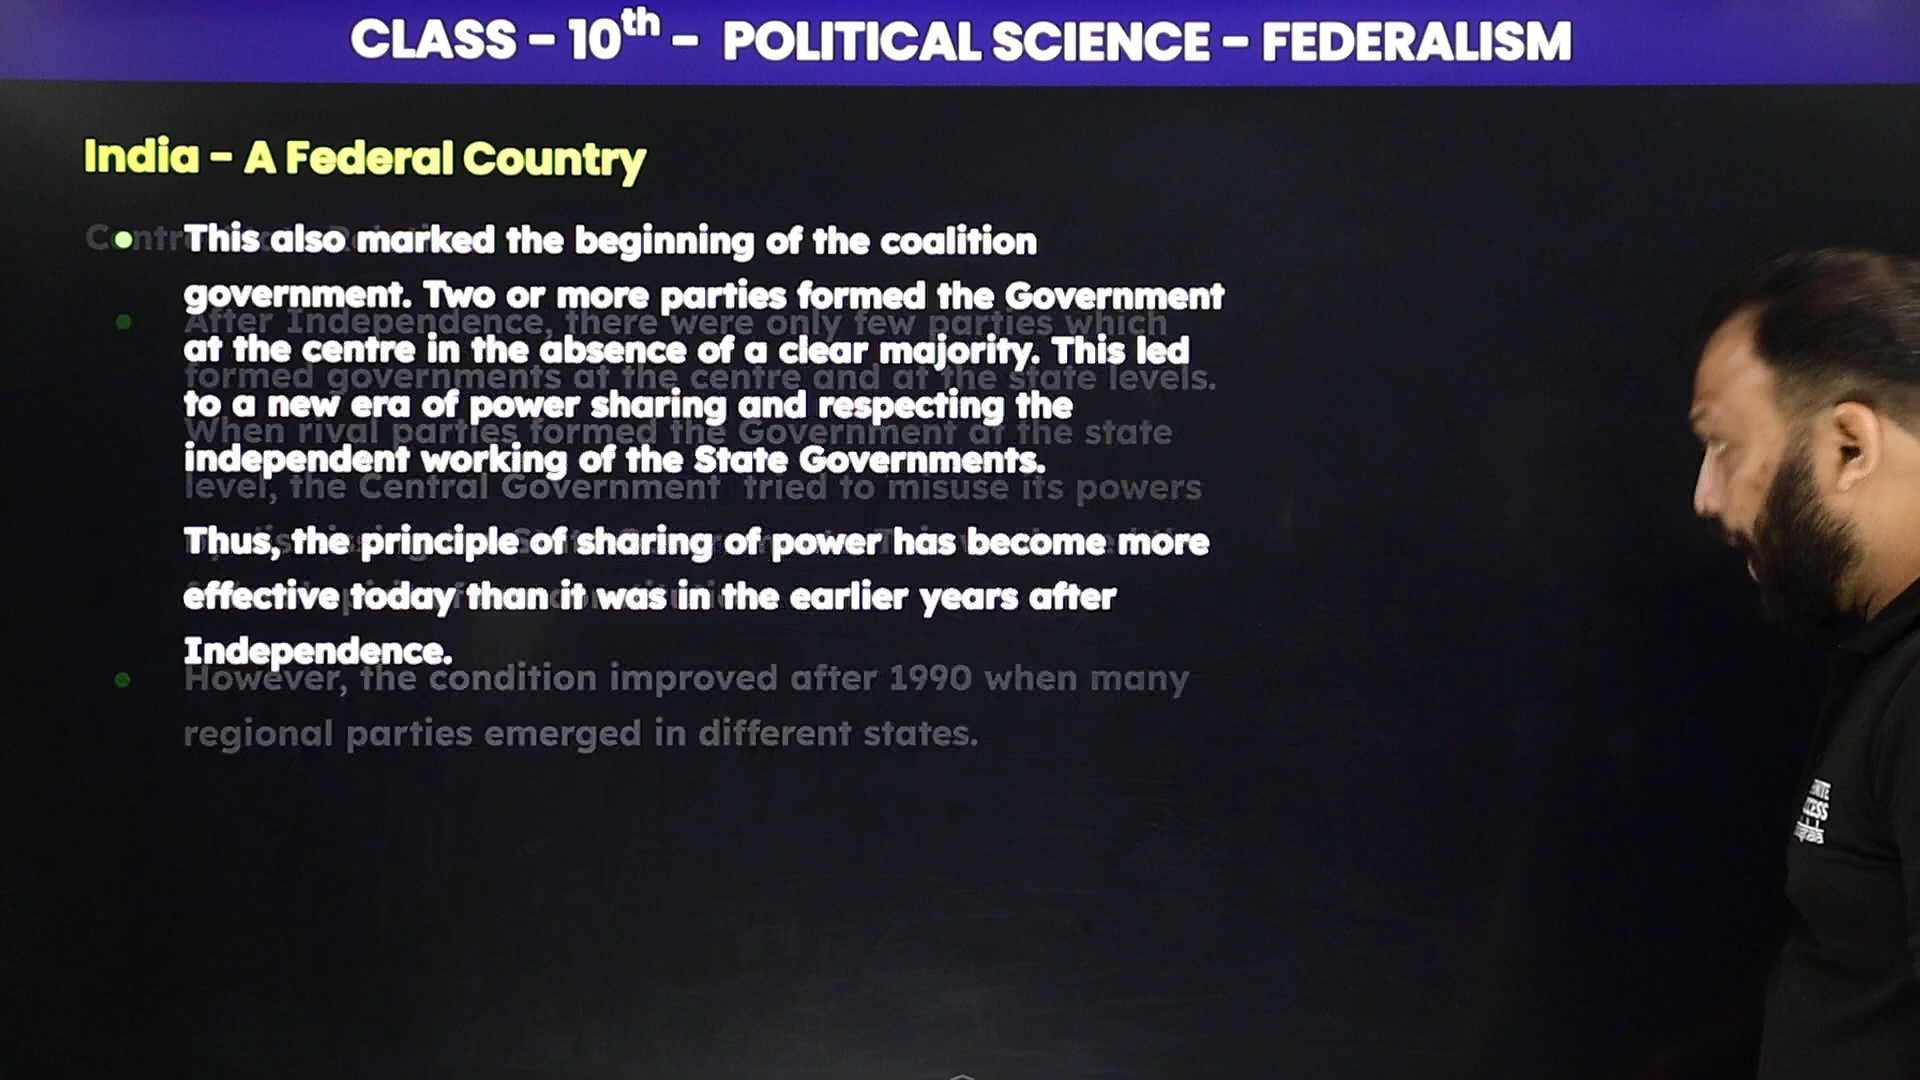 CLASS - 10th - POLITICAL SCIENCE - FEDERALISM
India - A Federal Country
This also marked the beginning of the coalition
government. Two or more parties formed the Government
at the centre in the absence of a clear majority. This led
to a new era of power sharing and respecting the
independent working of the State Governments.
Thus, the principle of sharing of power has become more
effective today than it was in the earlier years after
Independence.
After Independence, there were only few parties which
formed governments at the centre and at the state levels.
When rival parties formed the Government at the state
level, the Central Government tried to misuse its powers
However, the condition improved after 1990 when many
regional parties emerged in different states.